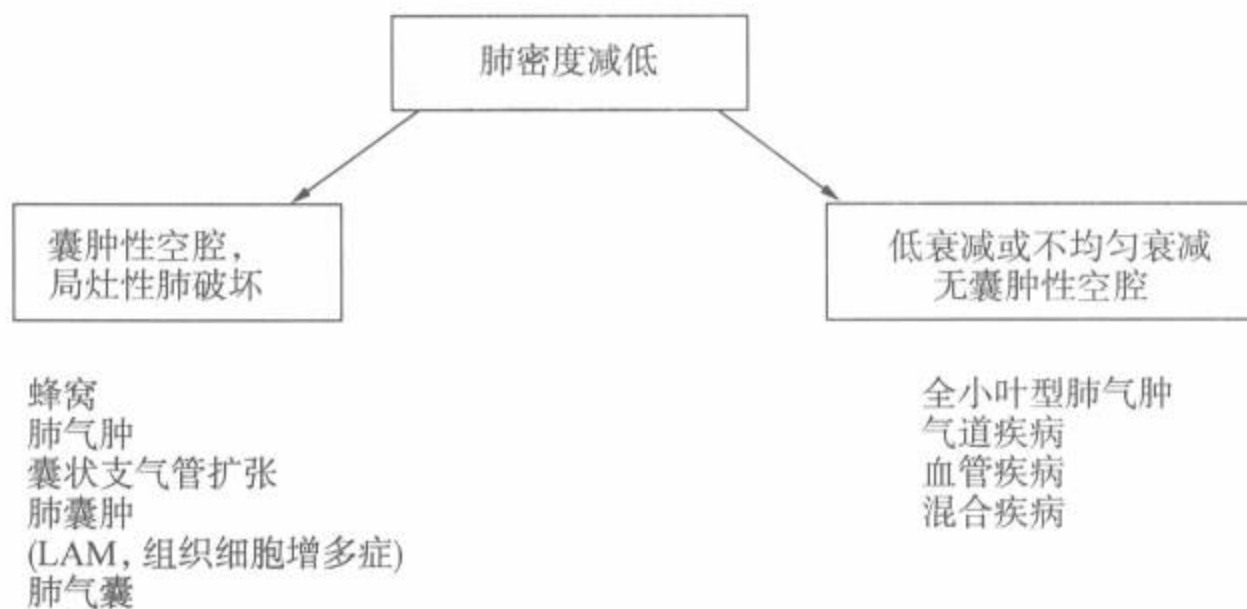 肺密度减低
囊肿性空腔，
局灶性肺破坏
低衰减或不均匀衰减
无囊肿性空腔
蜂窝
肺气肿
囊状支气管扩张
肺囊肿
(LAM, 组织细胞增多症)
肺气囊
全小叶型肺气肿
气道疾病
血管疾病
混合疾病